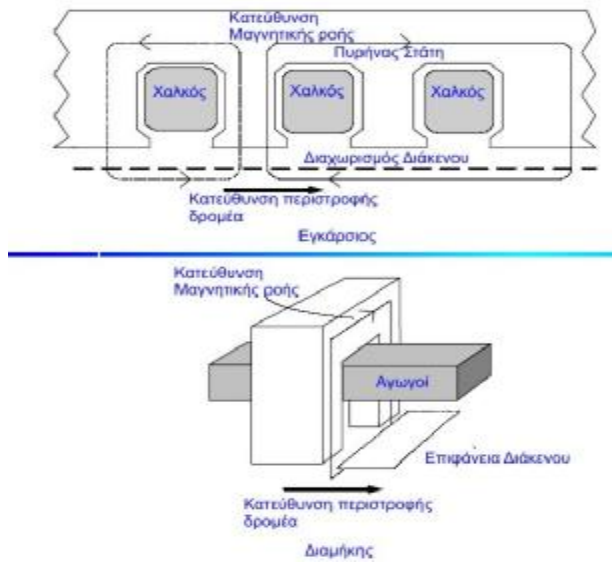 Κατεύθυνση
Μαγνητικής ροής
Πυρήνας Στάτη
Χαλκός
Χαλκός
Χαλκός
Διαχωρισμός Διάκενου
Κατεύθυνση περιστροφής
δρομέα
Εγκάρσιος
Κατεύθυνση
Μαγνητικής ροής
Αγωγοί
Επιφάνεια Διάκενου
Κατεύθυνση περιστροφής
δρομέα
Διαμήκης